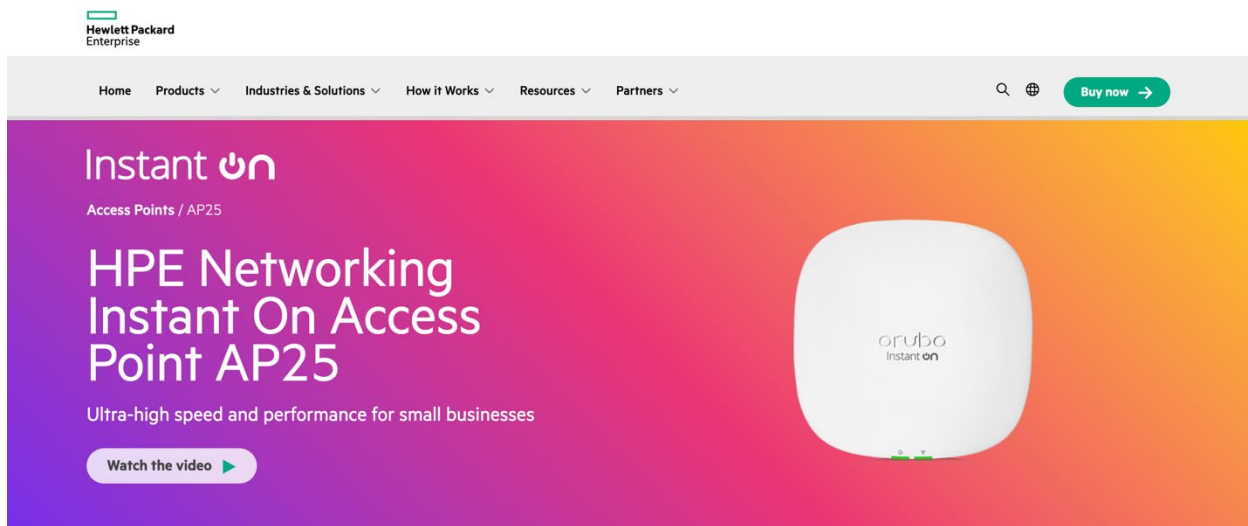 Hewlett Packard
Enterprise
Home Products Industries & Solutions How it Works Resources Partners Buy now
Instant on
Access Points / AP25
HPE Networking
Instant On Access
Point AP25
Ultra-high speed and performance for small businesses
Watch the video
aruba
Instant on